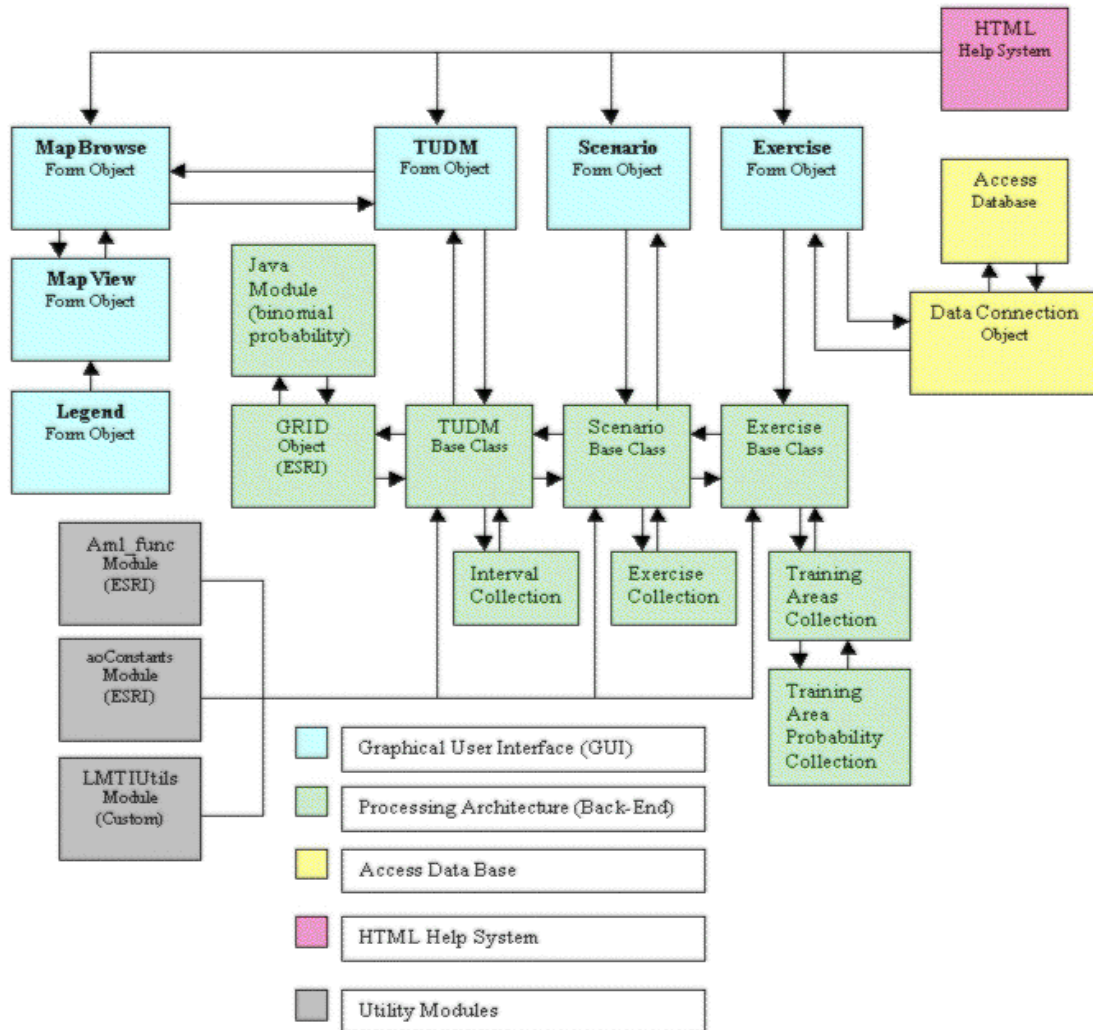 HTML
Help System
MapBrowse
Form Object
TUDM
Form Object
Scenario
Form Object
Exercise
Form Object
Access
Database
Map View
Form Object
Java
Module
(binomial
probability)
Data Connection
Object
Legend
Form Object
GRID
Object
(ESRI)
TUDM
Base Class
Scenario
Base Class
Exercise
Base Class
Aml_func
Module
(ESRI)
Interval
Collection
Exercise
Collection
Training
Areas
Collection
aoConstants
Module
(ESRI)
Training
Area
Probability
Collection
LMTIUtils
Module
(Custom)
Graphical User Interface (GUI)
Processing Architecture (Back-End)
Access Data Base
HTML Help System
Utility Modules